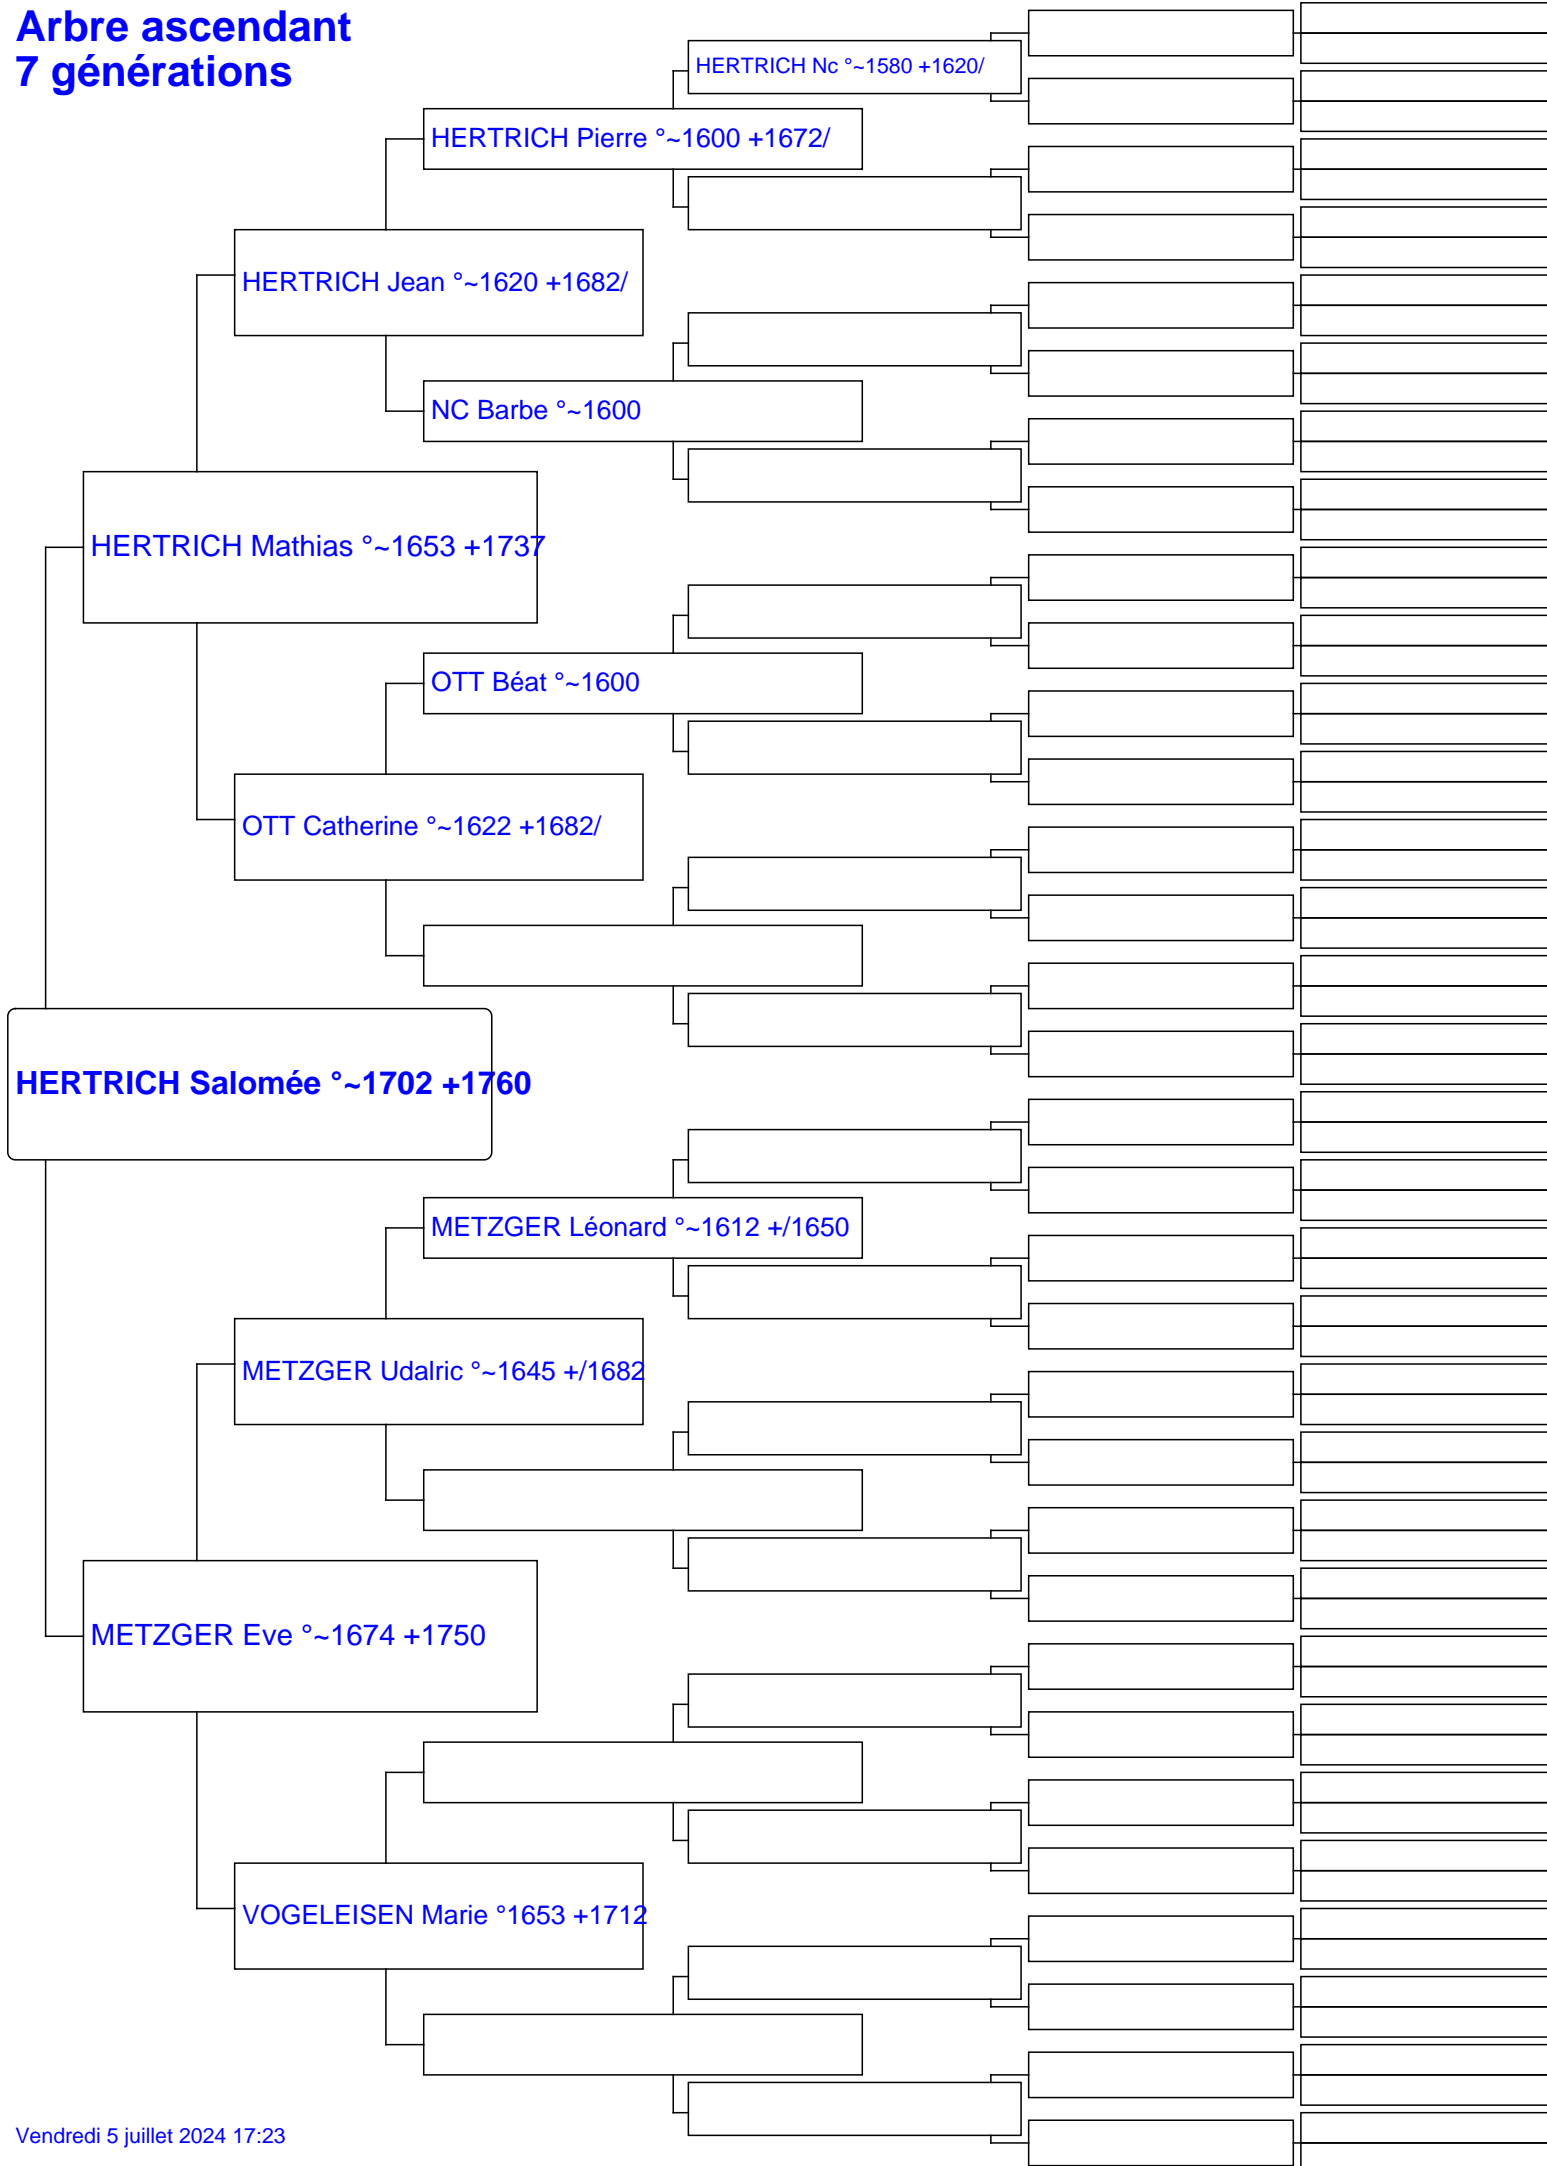 Arbre ascendant
7 générations
HERTRICH Nc °~1580 +1620/
HERTRICH Pierre °~1600 +1672/
HERTRICH Jean °~1620 +1682/
NC Barbe °~1600
HERTRICH Mathias °~1653 +1737
OTT Béat °~1600
OTT Catherine °~1622 +1682/
HERTRICH Salomée °~1702 +1760
METZGER Léonard °~1612 +/1650
METZGER Udalric °~1645 +/1682
METZGER Eve °~1674 +1750
VOGELEISEN Marie °1653 +1712
Vendredi 5 juillet 2024 17:23